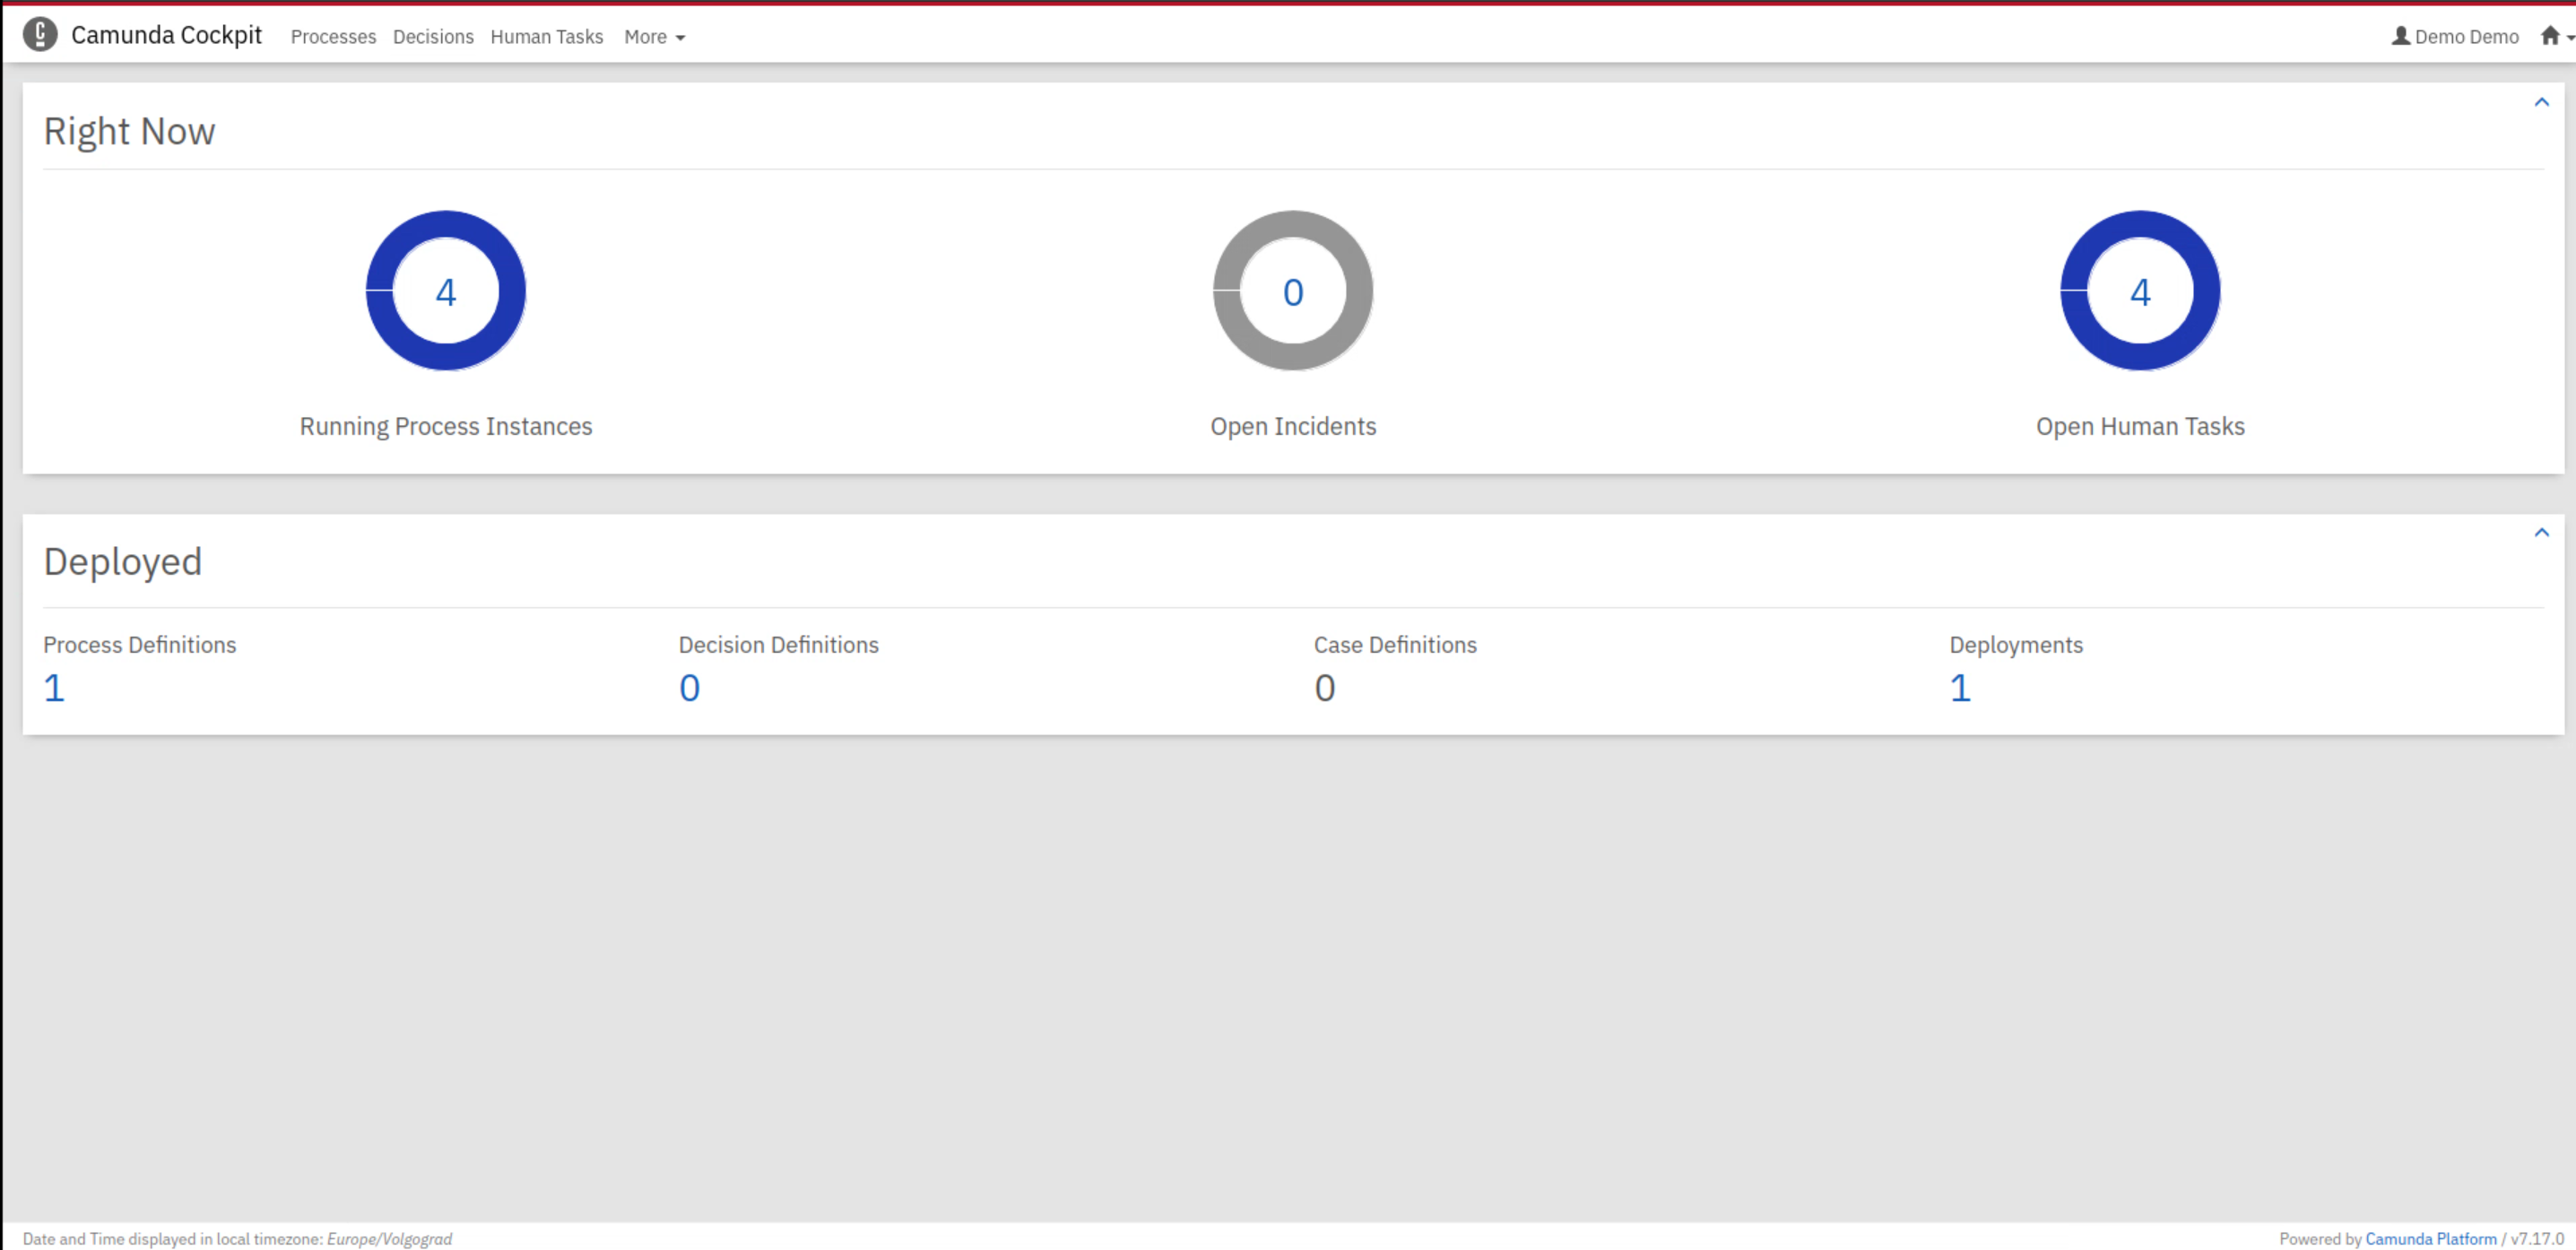 Camunda Cockpit Processes Decisions Human Tasks More Demo Demo
Right Now
4 0 4
Running Process Instances Open Incidents Open Human Tasks
Deployed
Process Definitions Decision Definitions Case Definitions Deployments
1 0 0 1
Date and Time displayed in local timezone: Europe/Volgograd Powered by Camunda Platform / v7.17.0